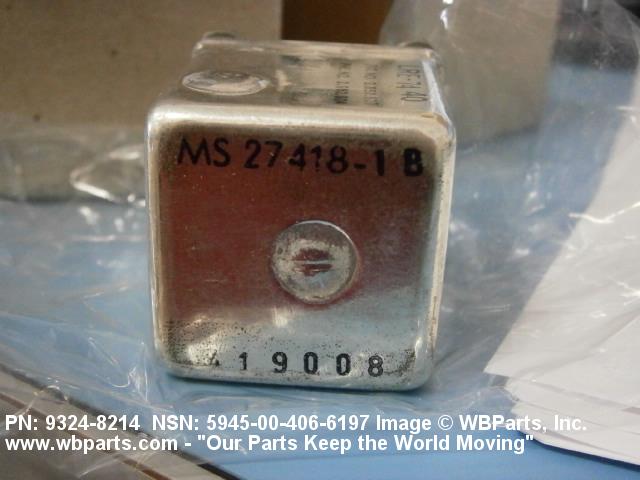 MS 27418-1 B
419008
PN: 9324-8214 NSN: 5945-00-406-6197 Image © WBParts, Inc.
www.wbparts.com - "Our Parts Keep the World Moving"